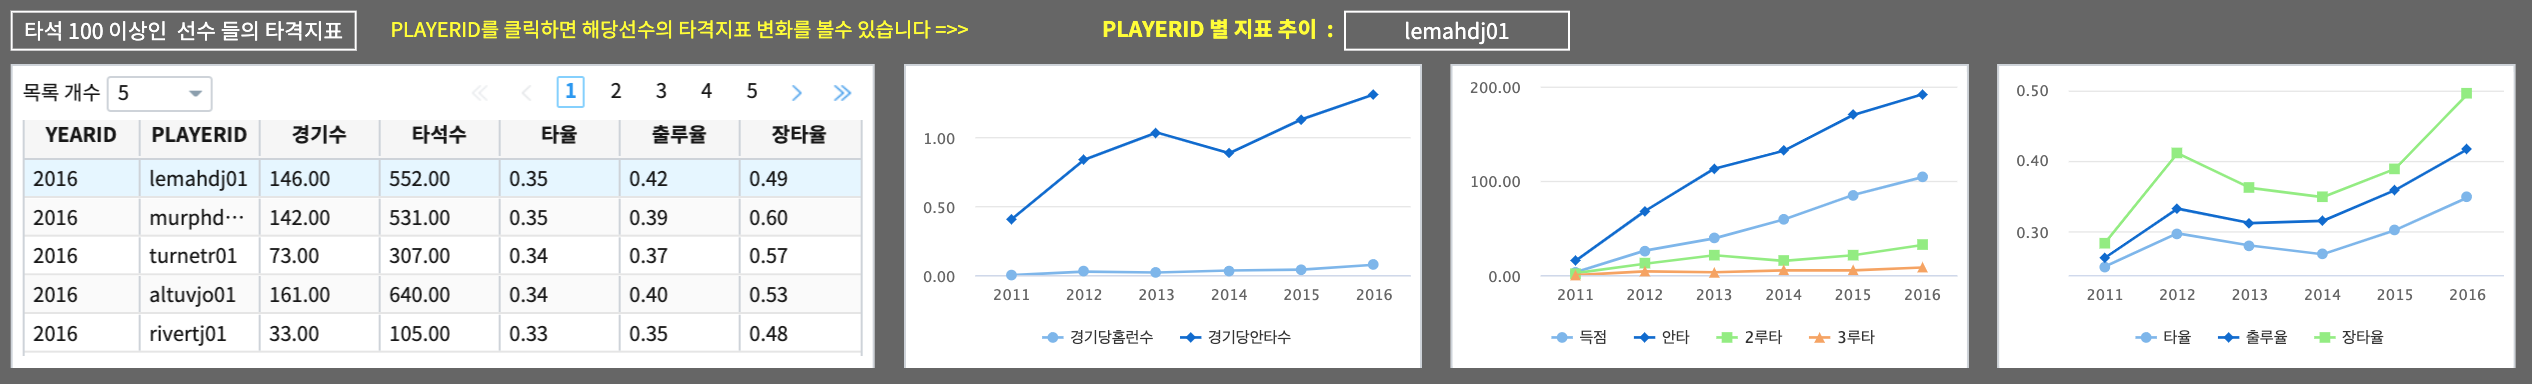 타석 100 이상인  선수 들의 타격지표
PLAYERID를 클릭하면 해당선수의 타격지표 변화를 볼수 있습니다 =>>
PLAYERID 별 지표 추이 :
lemahdj01
목록 개수 5 1 2 3 4 5
YEARID PLAYERID 경기수 타석수 타율 출루율 장타율
2016 lemahdj01 146.00 552.00 0.35 0.42 0.49
2016 murphd⋯ 142.00 531.00 0.35 0.39 0.60
2016 turnetr01 73.00 307.00 0.34 0.37 0.57
2016 altuvjo01 161.00 640.00 0.34 0.40 0.53
2016 rivertj01 33.00 105.00 0.33 0.35 0.48
1.00
0.50
0.00
2011 2012 2013 2014 2015 2016
경기당홈런수 경기당안타수
200.00
100.00
0.00
2011 2012 2013 2014 2015 2016
득점 안타 2루타 3루타
0.50
0.40
0.30
2011 2012 2013 2014 2015 2016
타율 출루율 장타율